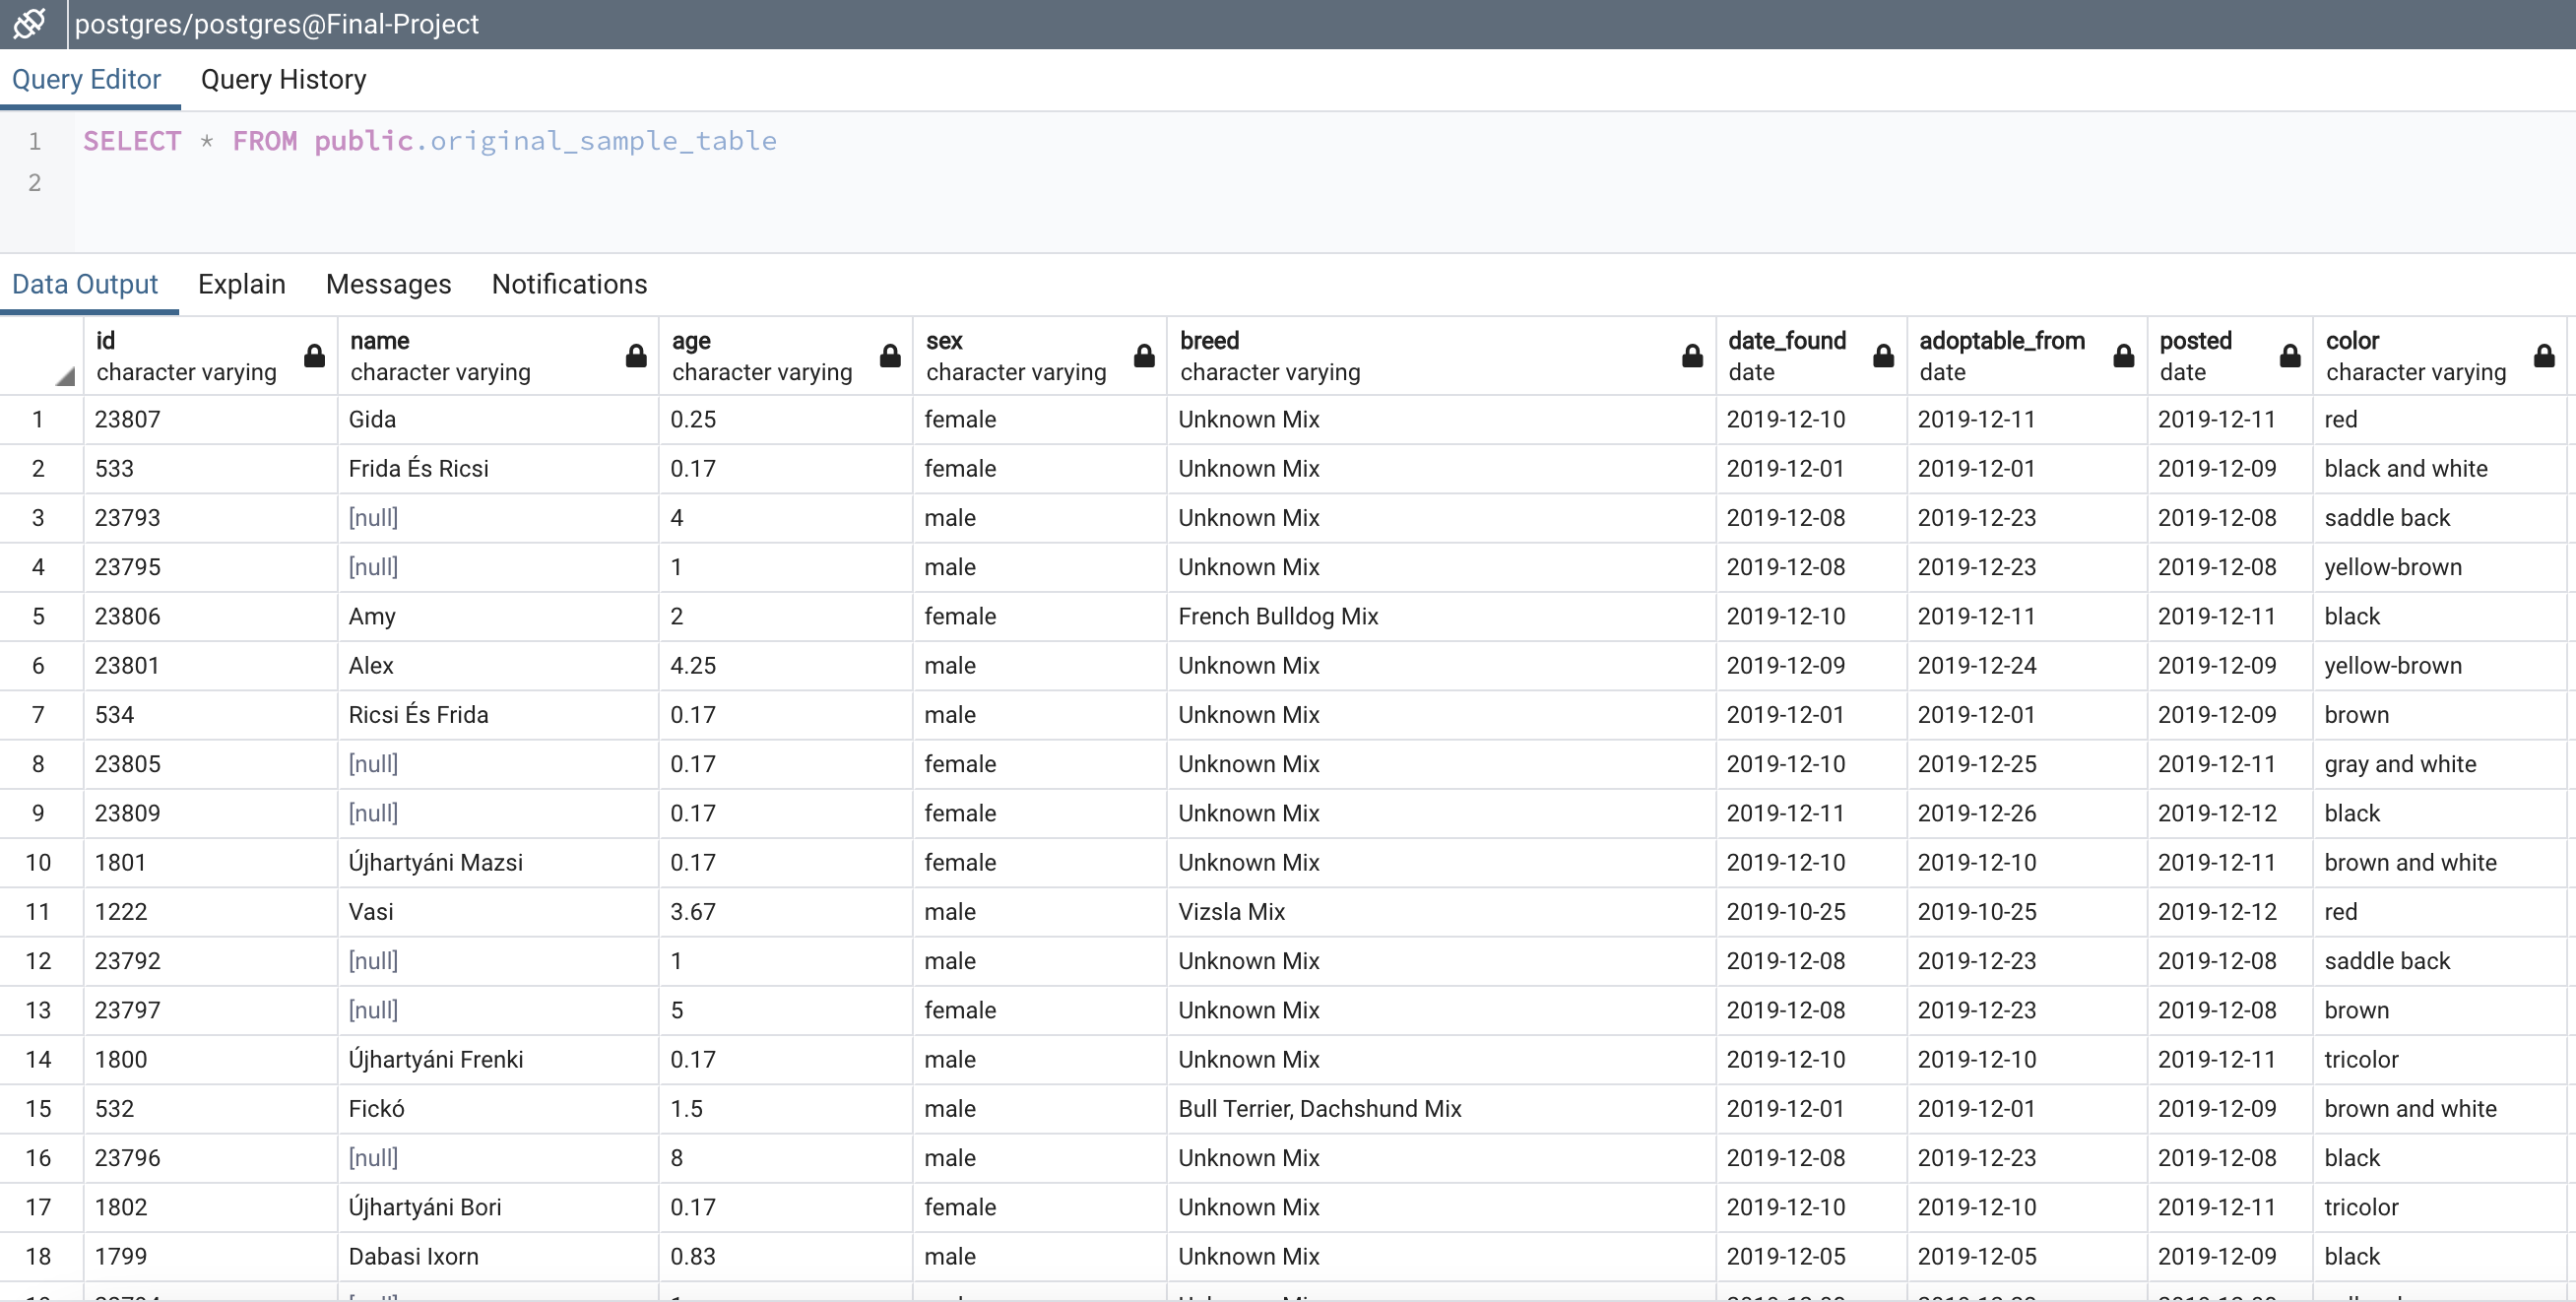 postgres/postgres@Final-Project
Query Editor Query History
1 SELECT * FROM public.original_sample_table
2
Data Output Explain Messages Notifications
id name age sex breed date_found adoptable_from posted color
character varying character varying character varying character varying character varying date date date character varying
1 23807 Gida 0.25 female Unknown Mix 2019-12-10 2019-12-11 2019-12-11 red
2 533 Frida És Ricsi 0.17 female Unknown Mix 2019-12-01 2019-12-01 2019-12-09 black and white
3 23793 [null] 4 male Unknown Mix 2019-12-08 2019-12-23 2019-12-08 saddle back
4 23795 [null] 1 male Unknown Mix 2019-12-08 2019-12-23 2019-12-08 yellow-brown
5 23806 Amy 2 female French Bulldog Mix 2019-12-10 2019-12-11 2019-12-11 black
6 23801 Alex 4.25 male Unknown Mix 2019-12-09 2019-12-24 2019-12-09 yellow-brown
7 534 Ricsi És Frida 0.17 male Unknown Mix 2019-12-01 2019-12-01 2019-12-09 brown
8 23805 [null] 0.17 female Unknown Mix 2019-12-10 2019-12-25 2019-12-11 gray and white
9 23809 [null] 0.17 female Unknown Mix 2019-12-11 2019-12-26 2019-12-12 black
10 1801 Újhartyáni Mazsi 0.17 female Unknown Mix 2019-12-10 2019-12-10 2019-12-11 brown and white
11 1222 Vasi 3.67 male Vizsla Mix 2019-10-25 2019-10-25 2019-12-12 red
12 23792 [null] 1 male Unknown Mix 2019-12-08 2019-12-23 2019-12-08 saddle back
13 23797 [null] 5 female Unknown Mix 2019-12-08 2019-12-23 2019-12-08 brown
14 1800 Újhartyáni Frenki 0.17 male Unknown Mix 2019-12-10 2019-12-10 2019-12-11 tricolor
15 532 Fickó 1.5 male Bull Terrier, Dachshund Mix 2019-12-01 2019-12-01 2019-12-09 brown and white
16 23796 [null] 8 male Unknown Mix 2019-12-08 2019-12-23 2019-12-08 black
17 1802 Újhartyáni Bori 0.17 female Unknown Mix 2019-12-10 2019-12-10 2019-12-11 tricolor
18 1799 Dabasi Ixorn 0.83 male Unknown Mix 2019-12-05 2019-12-05 2019-12-09 black